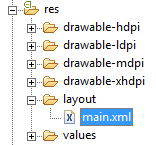 res
drawable-hdpi
drawable-ldpi
drawable-mdpi
drawable-xhdpi
layout
main.xml
values